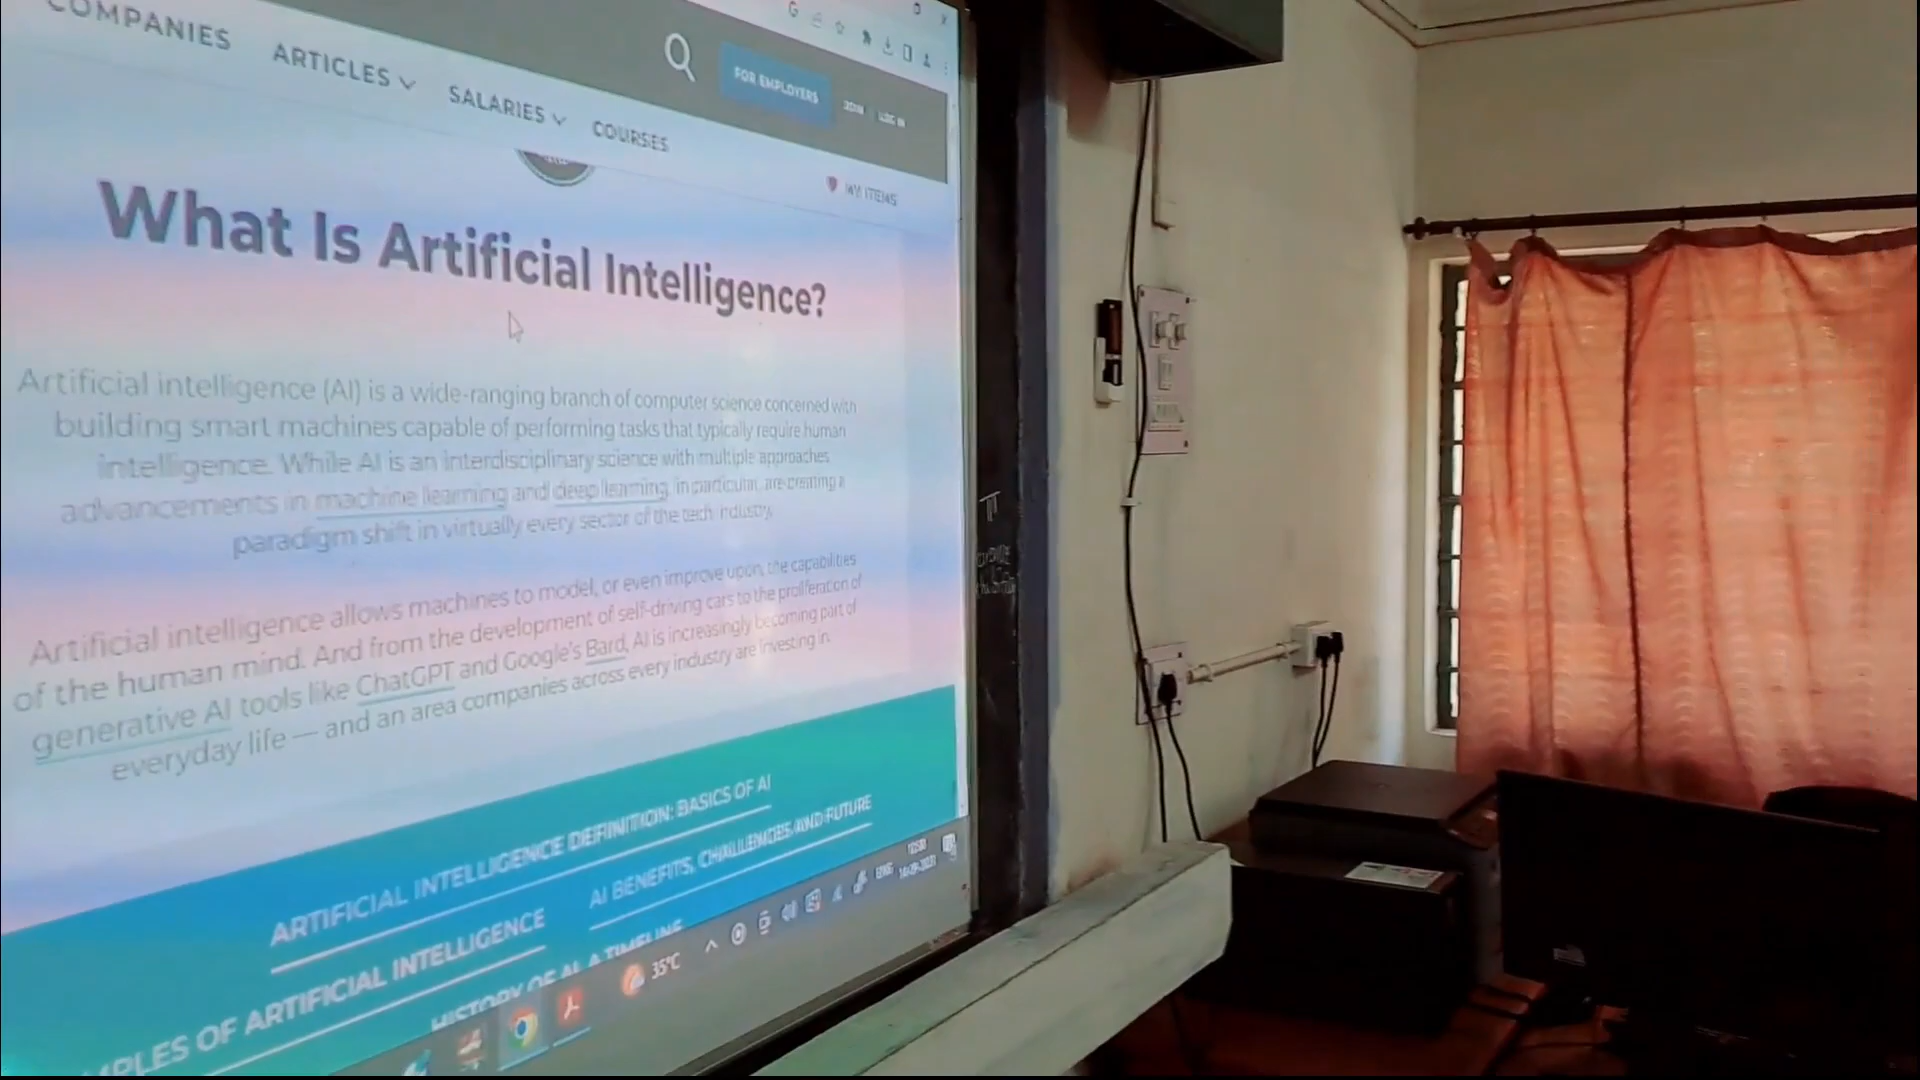 COMPANIES
ARTICLES
SALARIES
COURSES
FOR EMPLOYERS
JOIN
LOG IN
MY ITEMS
What Is Artificial Intelligence?
Artificial intelligence (AI) is a wide-ranging branch of computer science concerned with
building smart machines capable of performing tasks that typically require human
intelligence. While AI is an interdisciplinary science with multiple approaches,
advancements in machine learning and deep learning, in particular, are creating a
paradigm shift in virtually every sector of the tech industry.
Artificial intelligence allows machines to model, or even improve upon, the capabilities
of the human mind. And from the development of self-driving cars to the proliferation of
generative AI tools like ChatGPT and Google's Bard, AI is increasingly becoming part of
everyday life — and an area companies across every industry are investing in.
ARTIFICIAL INTELLIGENCE DEFINITION: BASICS OF AI
AI BENEFITS, CHALLENGES AND FUTURE
MPLES OF ARTIFICIAL INTELLIGENCE
HISTORY OF AI: A TIMELINE
35°C
ENG